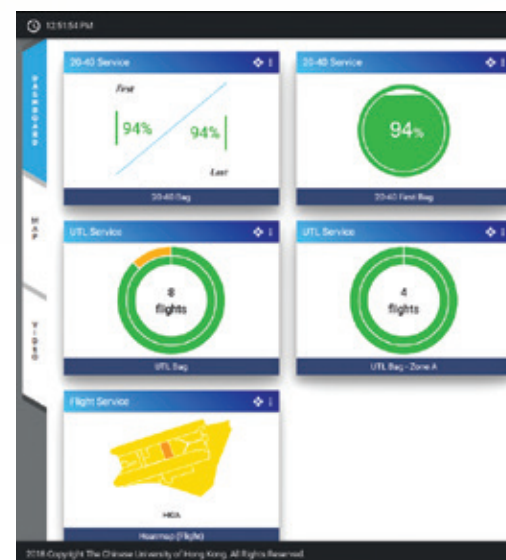 12:51:54 PM
DASHBOARD
MAP
VIDEO
20-40 Service
First
94%
94%
Last
20-40 Bag
20-40 Service
94%
20-40 First Bag
UTL Service
8
flights
UTL Bag
UTL Service
4
flights
UTL Bag - Zone A
Flight Service
HKIA
Heatmap (Flight)
2018 Copyright The Chinese University of Hong Kong. All Rights Reserved.